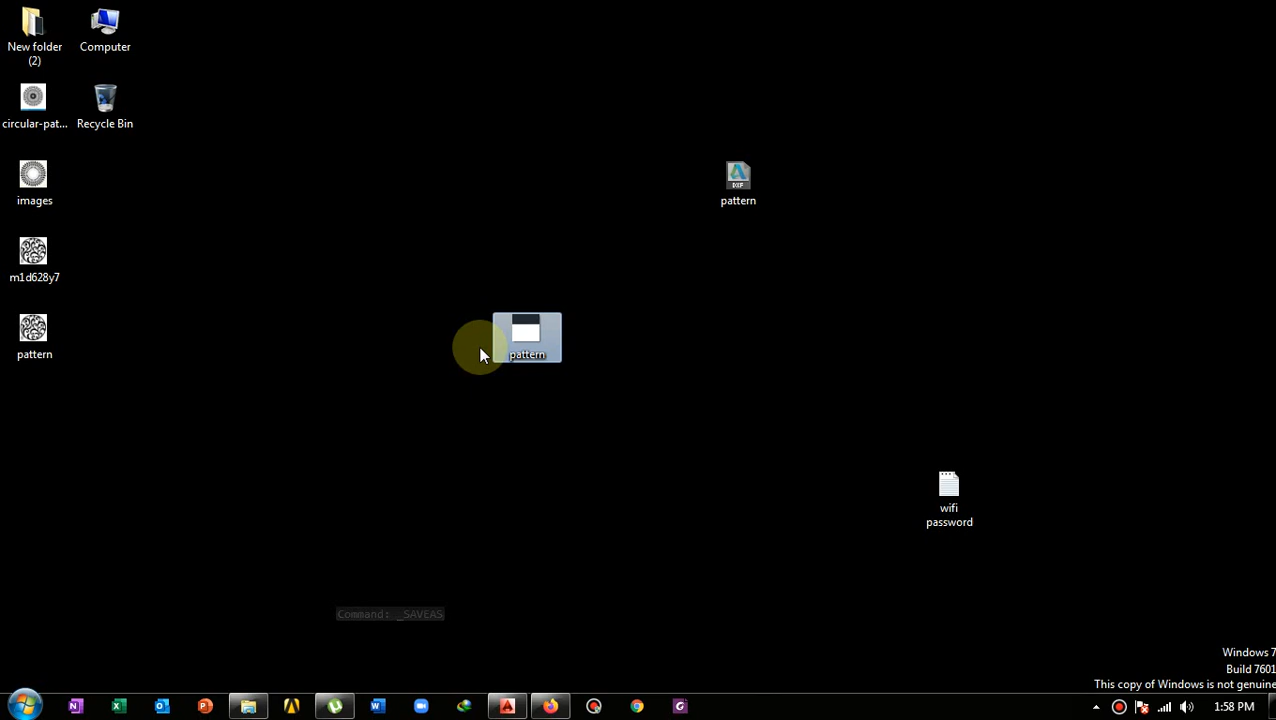 New folder
(2)
Computer
circular-pat...
Recycle Bin
images
m1d628y7
pattern
DXF
pattern
pattern
wifi
password
Command: _SAVEAS
Windows 7
Build 7601
This copy of Windows is not genuine
1:58 PM